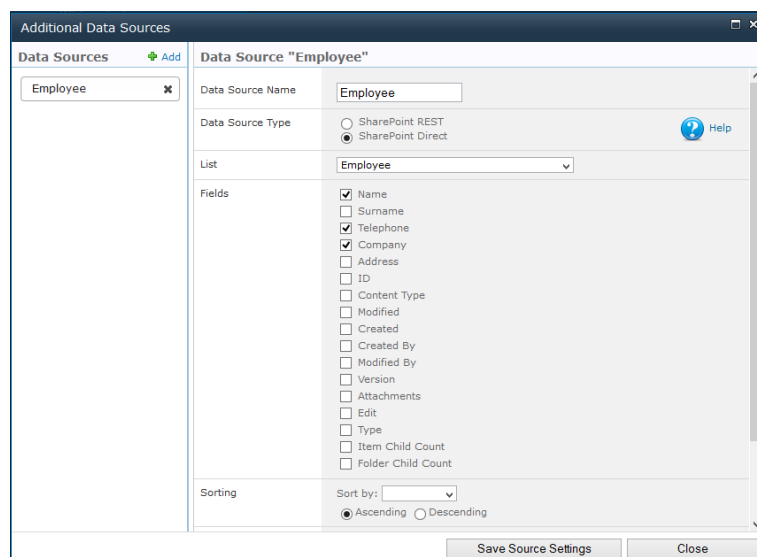 Additional Data Sources
Data Sources Add
Employee
Data Source "Employee"
Data Source Name Employee
Data Source Type SharePoint REST
SharePoint Direct
Help
List Employee
Fields Name
Surname
Telephone
Company
Address
ID
Content Type
Modified
Created
Created By
Modified By
Version
Attachments
Edit
Type
Item Child Count
Folder Child Count
Sorting Sort by:
Ascending Descending
Save Source Settings Close